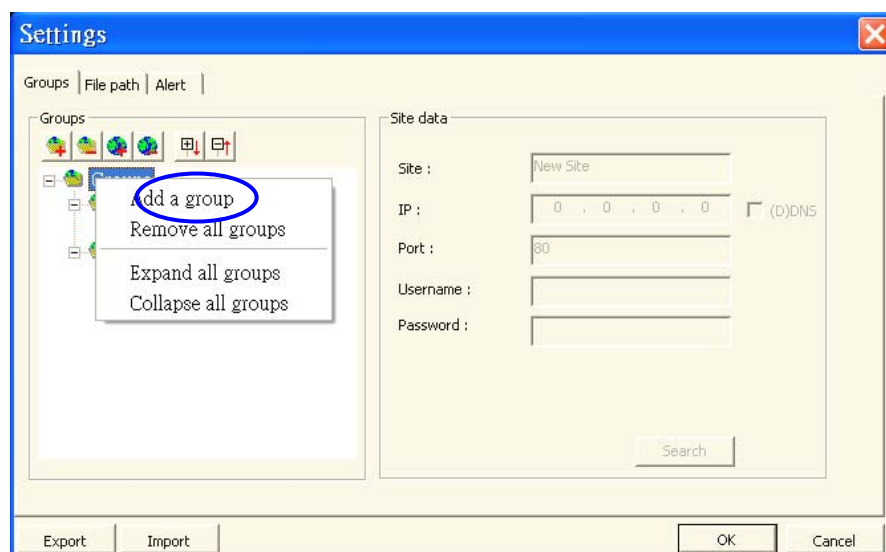 Settings
Groups File path Alert
Groups
Add a group
Remove all groups
Expand all groups
Collapse all groups
Site data
Site : New Site
IP : 0 . 0 . 0 . 0 (D)DNS
Port : 80
Username :
Password :
Search
Export Import OK Cancel